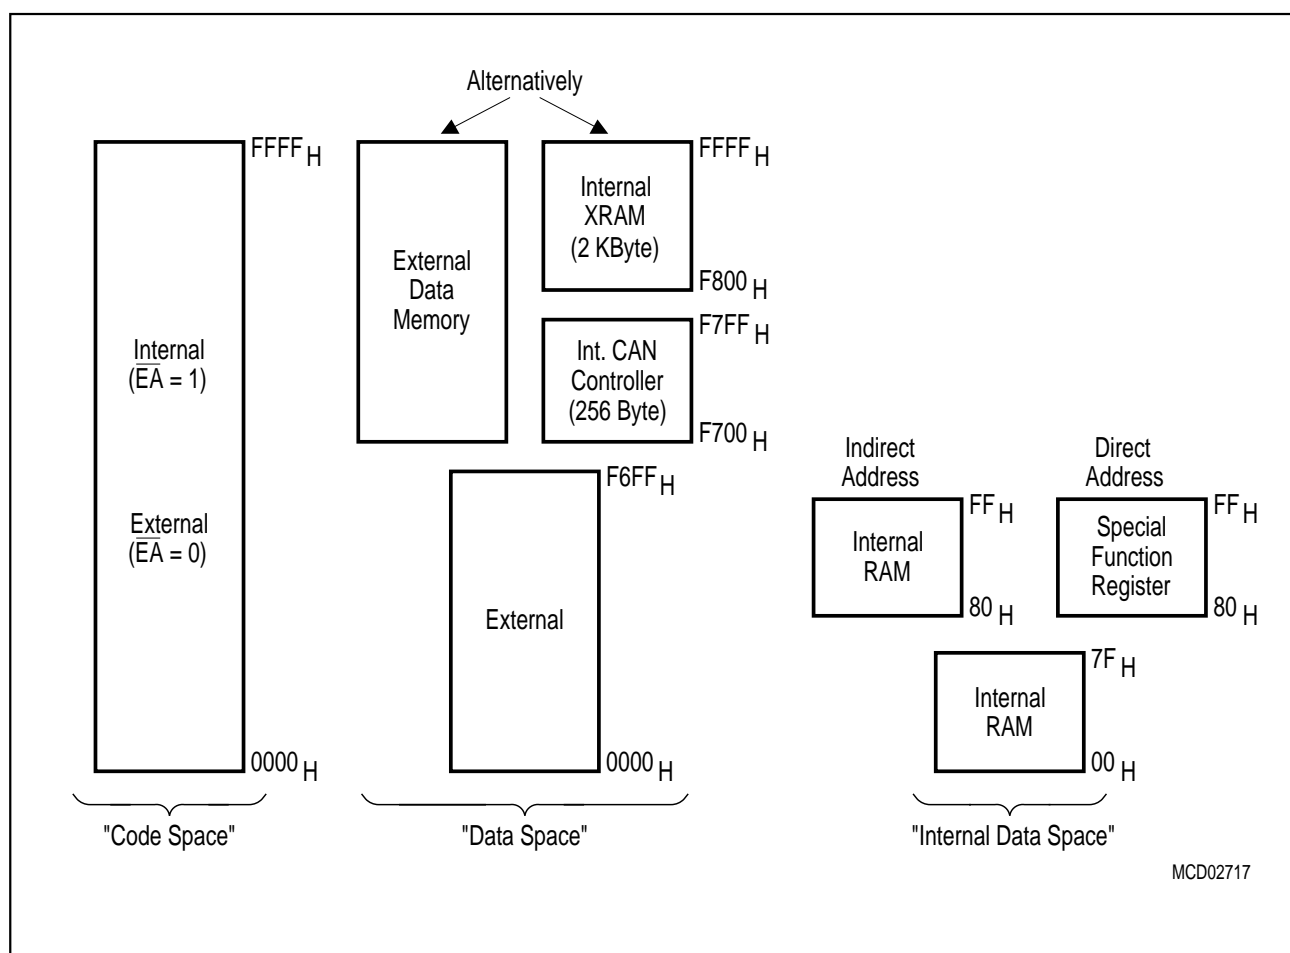 Alternatively
FFFF H
Internal
(E̅A̅ = 1)
External
(E̅A̅ = 0)
0000 H
"Code Space"
External
Data
Memory
Internal
XRAM
(2 KByte)
FFFF H
F800 H
Int. CAN
Controller
(256 Byte)
F7FF H
F700 H
External
F6FF H
0000 H
"Data Space"
Indirect
Address
Internal
RAM
FF H
80 H
Direct
Address
Special
Function
Register
FF H
80 H
Internal
RAM
7F H
00 H
"Internal Data Space"
MCD02717